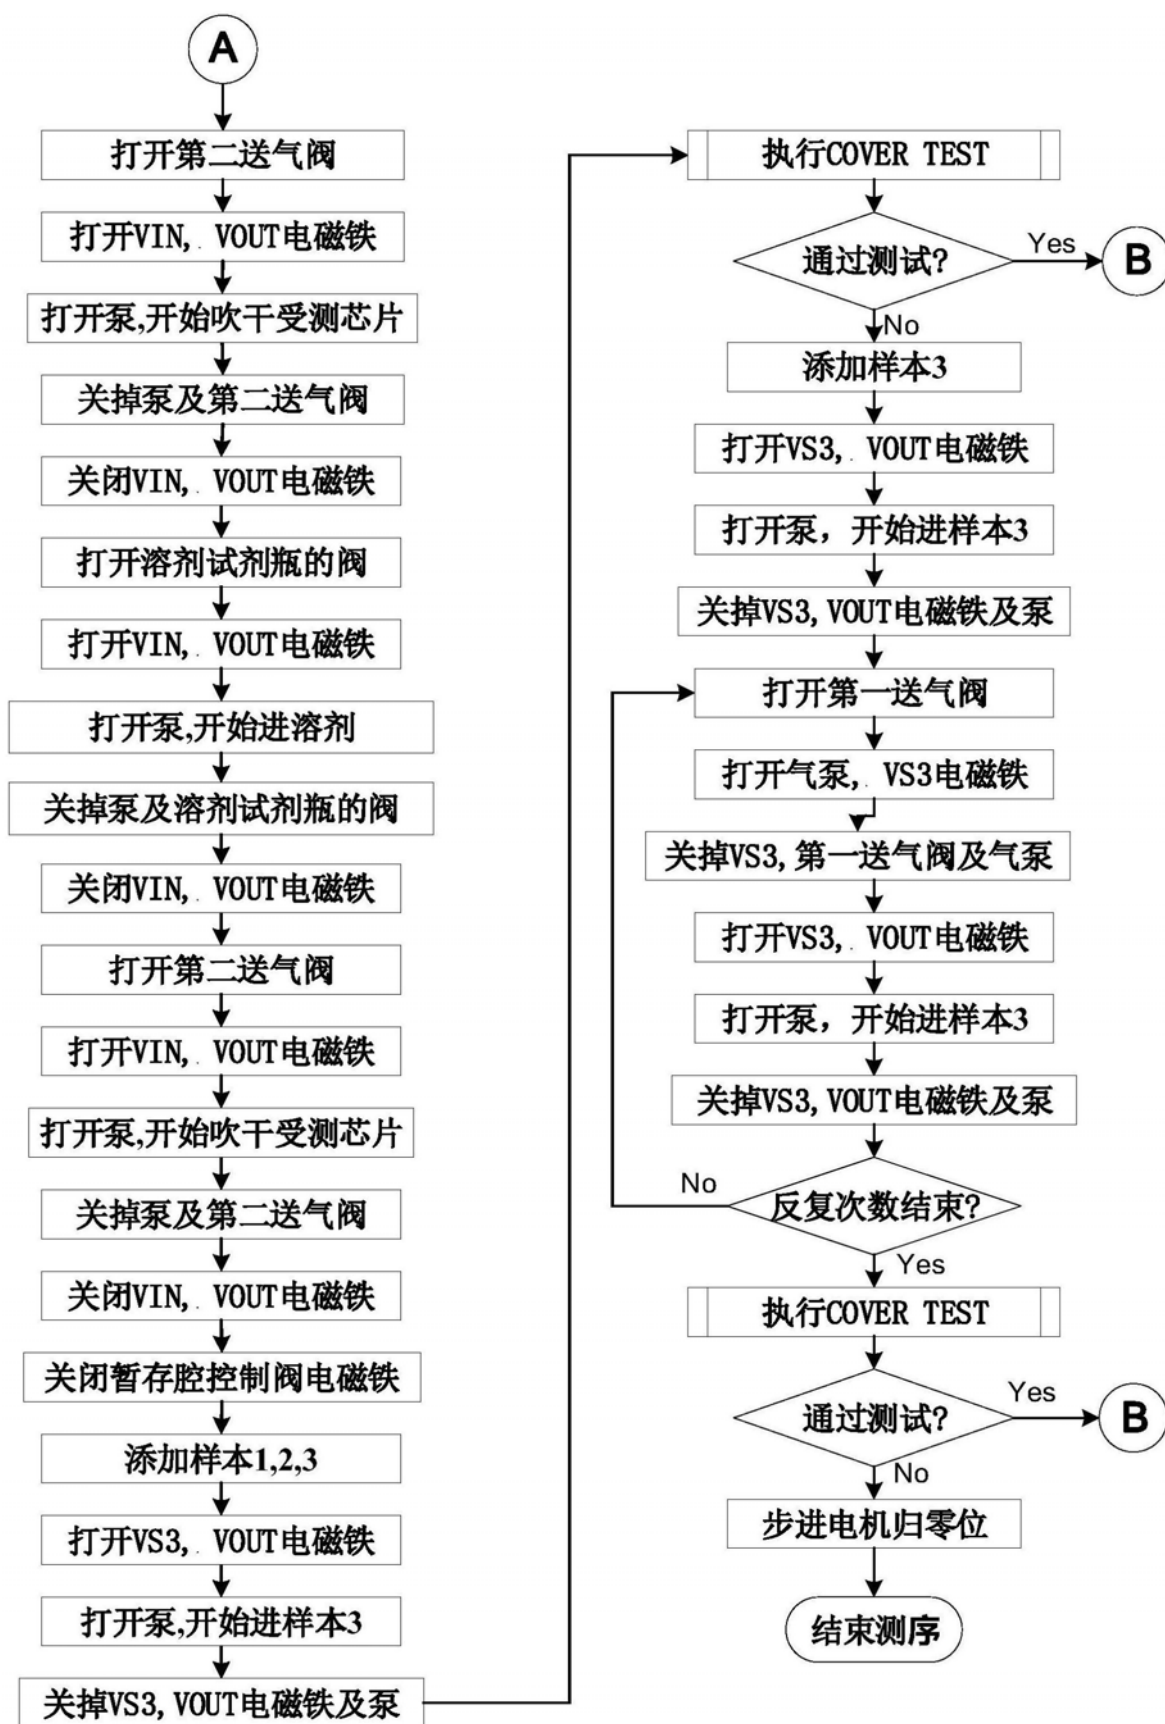 A
打开第二送气阀
打开VIN, VOUT电磁铁
打开泵,开始吹干受测芯片
关掉泵及第二送气阀
关闭VIN, VOUT电磁铁
打开溶剂试剂瓶的阀
打开VIN, VOUT电磁铁
打开泵,开始进溶剂
关掉泵及溶剂试剂瓶的阀
关闭VIN, VOUT电磁铁
打开第二送气阀
打开VIN, VOUT电磁铁
打开泵,开始吹干受测芯片
关掉泵及第二送气阀
关闭VIN, VOUT电磁铁
关闭暂存腔控制阀电磁铁
添加样本1,2,3
打开VS3, VOUT电磁铁
打开泵,开始进样本3
关掉VS3,VOUT电磁铁及泵
执行COVER TEST
通过测试?
Yes
B
No
添加样本3
打开VS3, VOUT电磁铁
打开泵，开始进样本3
关掉VS3,VOUT电磁铁及泵
打开第一送气阀
打开气泵, VS3电磁铁
关掉VS3,第一送气阀及气泵
打开VS3, VOUT电磁铁
打开泵，开始进样本3
关掉VS3,VOUT电磁铁及泵
No
反复次数结束?
Yes
执行COVER TEST
通过测试?
Yes
B
No
步进电机归零位
结束测序